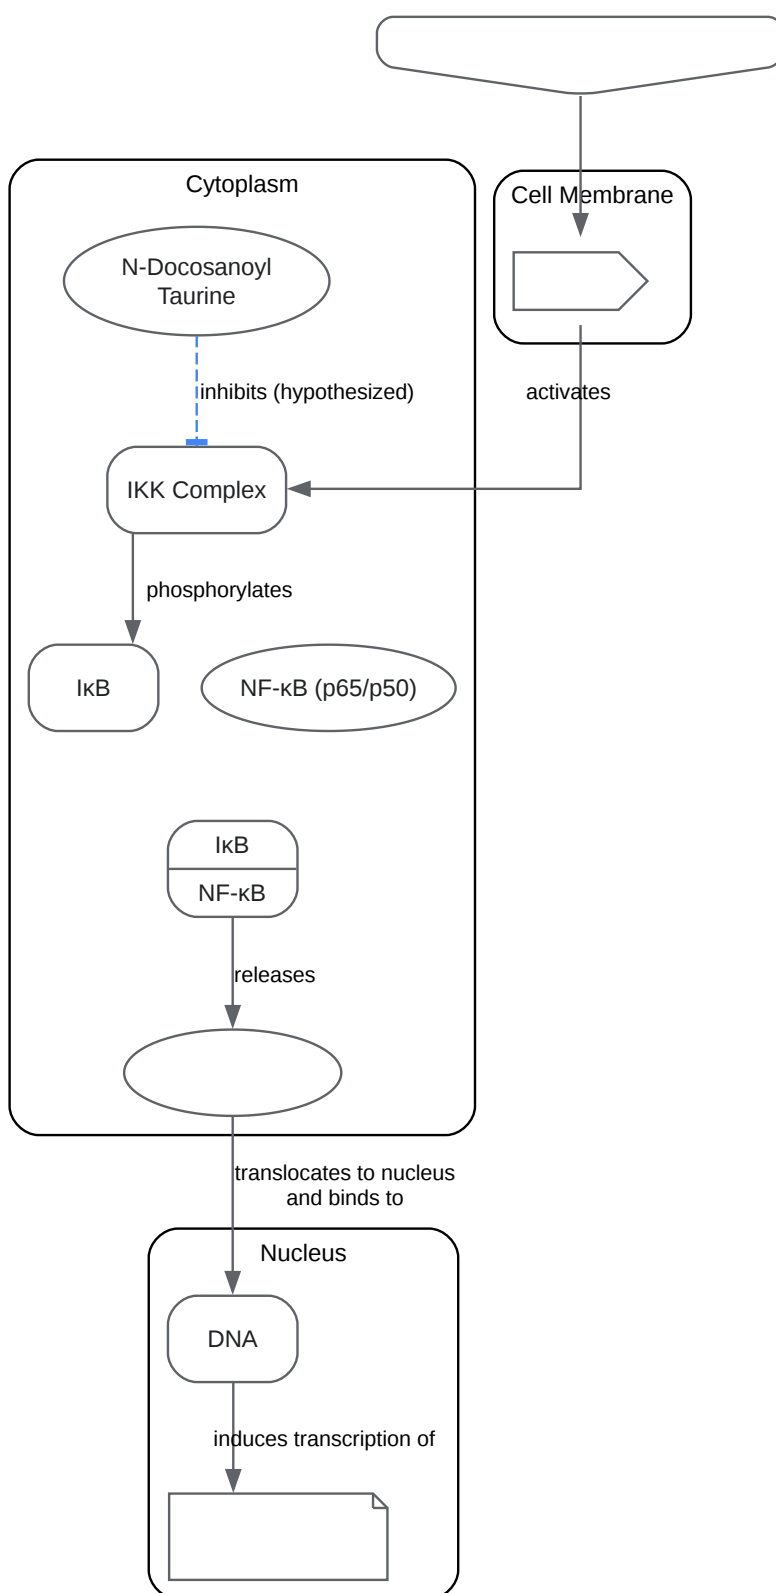 Cytoplasm
Cell Membrane
N-Docosanoyl
Taurine
inhibits (hypothesized)
activates
IKK Complex
phosphorylates
IκB
NF-κB (p65/p50)
IκB
NF-κB
releases
translocates to nucleus
and binds to
Nucleus
DNA
induces transcription of